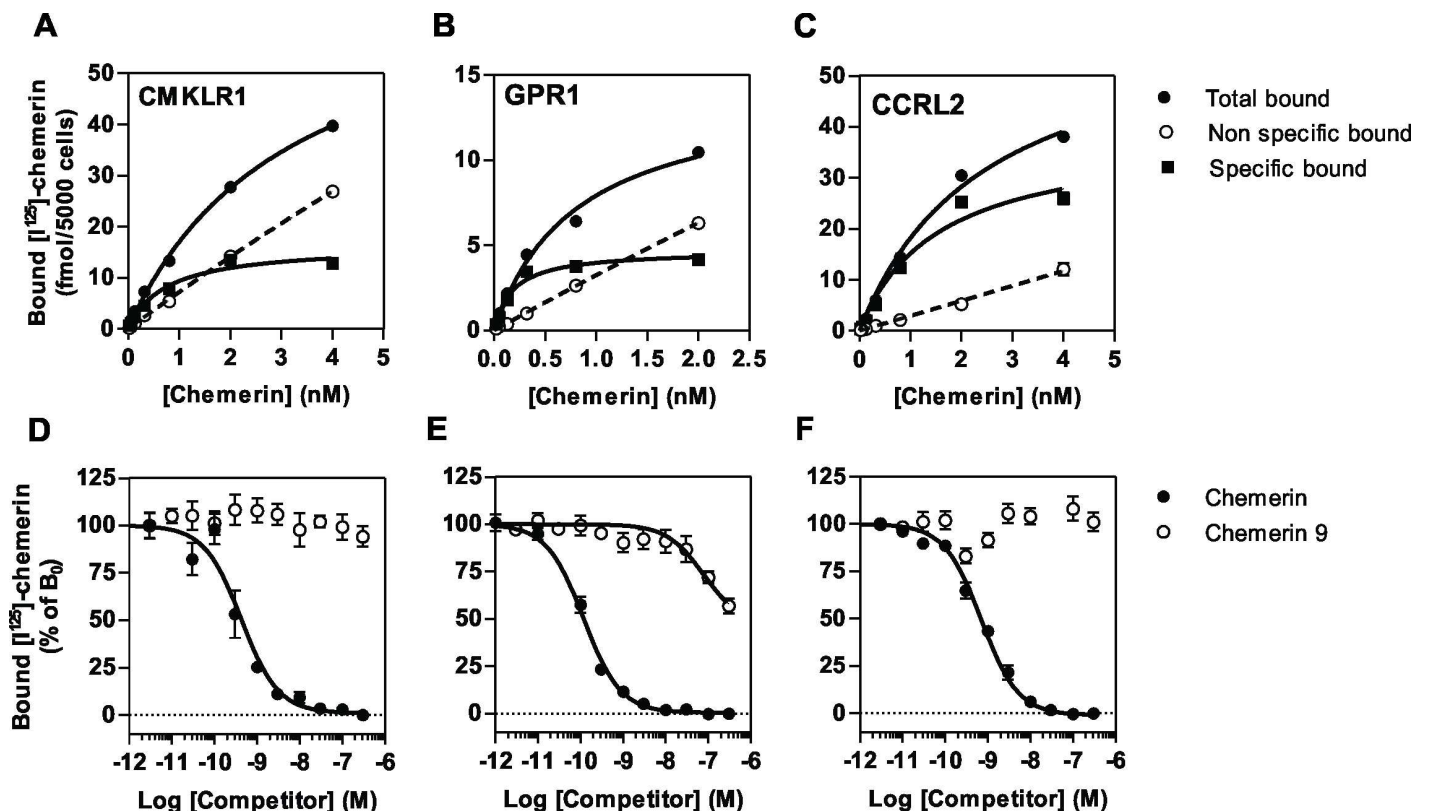 A
B
C
Bound [I¹²⁵]-chemerin
(fmol/5000 cells)
50
40
30
20
10
0
CMKLR1
0 1 2 3 4 5
[Chemerin] (nM)
15
10
5
0
GPR1
0.0 0.5 1.0 1.5 2.0 2.5
[Chemerin] (nM)
50
40
30
20
10
0
CCRL2
0 1 2 3 4 5
[Chemerin] (nM)
Total bound
Non specific bound
Specific bound
D
E
F
Bound [I¹²⁵]-chemerin
(% of B₀)
125
100
75
50
25
0
-12 -11 -10 -9 -8 -7 -6
Log [Competitor] (M)
125
100
75
50
25
0
-12 -11 -10 -9 -8 -7 -6
Log [Competitor] (M)
125
100
75
50
25
0
-12 -11 -10 -9 -8 -7 -6
Log [Competitor] (M)
Chemerin
Chemerin 9